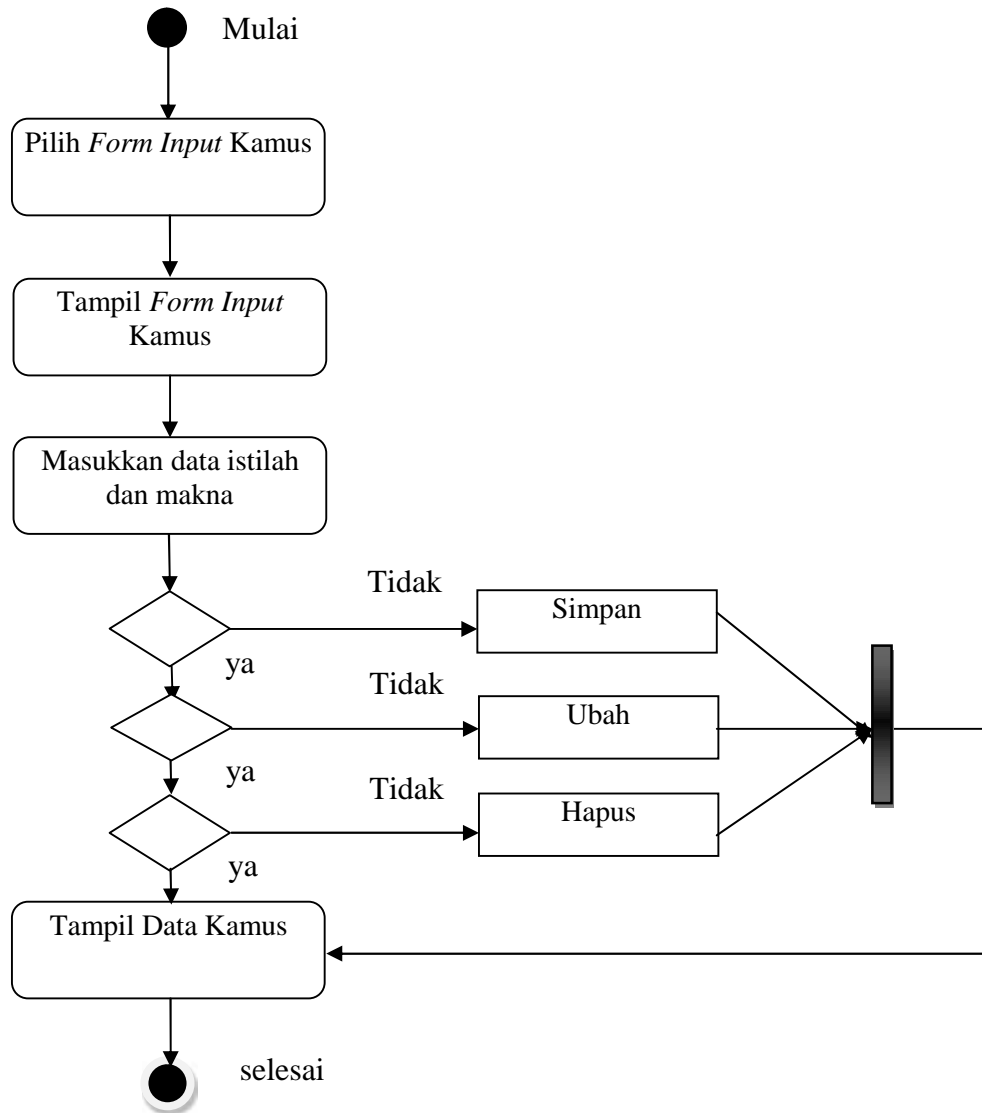 Mulai
Pilih Form Input Kamus
Tampil Form Input
Kamus
Masukkan data istilah
dan makna
Tidak
Simpan
ya
Tidak
Ubah
ya
Tidak
Hapus
ya
Tampil Data Kamus
selesai